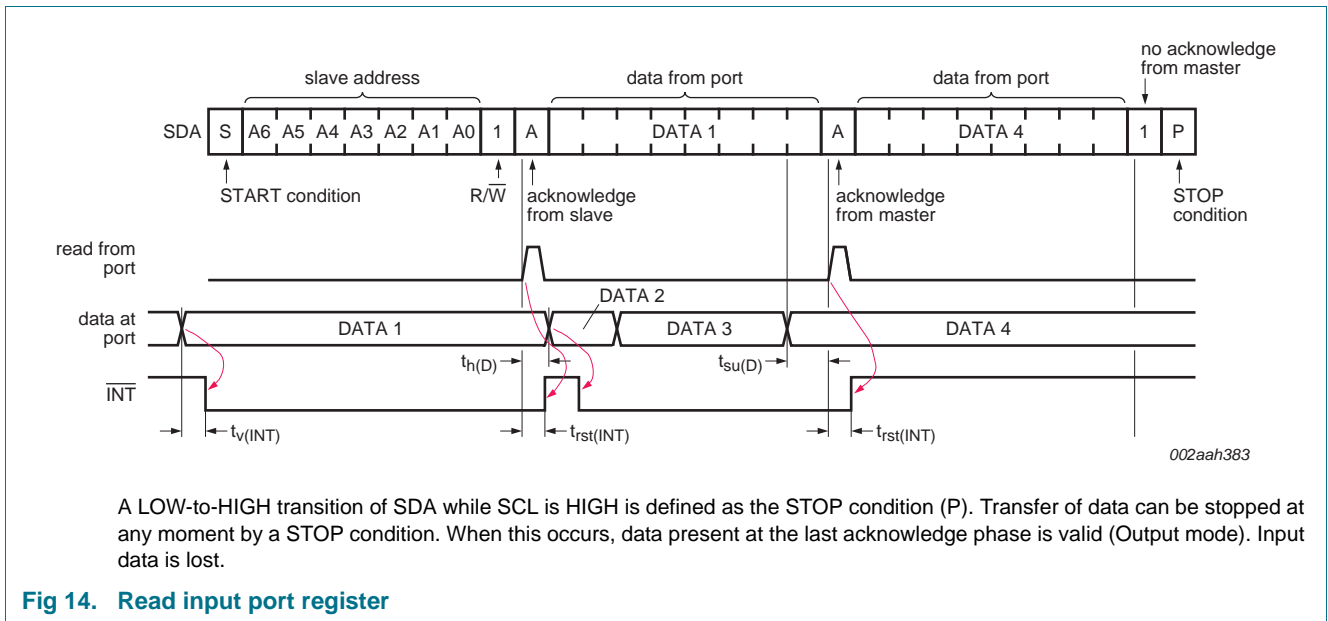 no acknowledge
from master
slave address
data from port
data from port
SDA S A6 A5 A4 A3 A2 A1 A0 1 A DATA 1 A DATA 4 1 P
START condition
R/W̅
acknowledge
from slave
acknowledge
from master
STOP
condition
read from
port
DATA 2
data at
port
DATA 1
DATA 3
DATA 4
th(D)
tsu(D)
I̅N̅T̅
tv(INT)
trst(INT)
trst(INT)
002aah383
A LOW-to-HIGH transition of SDA while SCL is HIGH is defined as the STOP condition (P). Transfer of data can be stopped at
any moment by a STOP condition. When this occurs, data present at the last acknowledge phase is valid (Output mode). Input
data is lost.
Fig 14. Read input port register